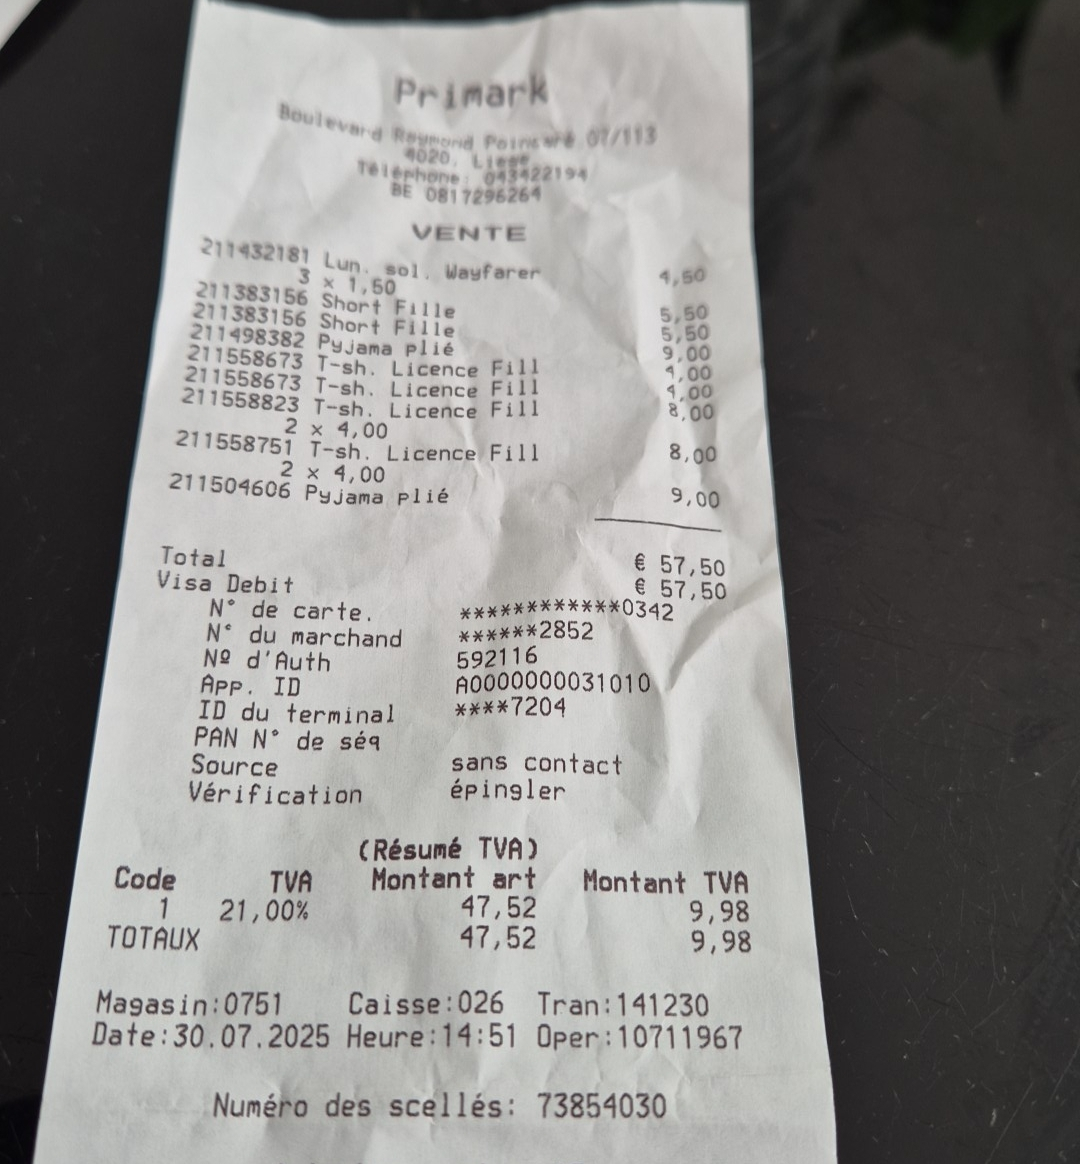 Primark
Boulevard Raymond Poincaré 07/113
4020, Liege
Téléphone: 043422194
BE 0817296264
VENTE
211432181 Lun. sol. Wayfarer 4,50
3 x 1,50
211383156 Short Fille 5,50
211383156 Short Fille 5,50
211498382 Pyjama plié 9,00
211558673 T-sh. Licence Fill 4,00
211558673 T-sh. Licence Fill 4,00
211558823 T-sh. Licence Fill 8,00
2 x 4,00
211558751 T-sh. Licence Fill 8,00
2 x 4,00
211504606 Pyjama plié 9,00
Total € 57,50
Visa Debit € 57,50
N° de carte. ************0342
N° du marchand ******2852
Nº d'Auth 592116
App. ID A0000000031010
ID du terminal ****7204
PAN N° de séq
Source sans contact
Vérification épingler
(Résumé TVA)
Code TVA Montant art Montant TVA
1 21,00% 47,52 9,98
TOTAUX 47,52 9,98
Magasin:0751 Caisse:026 Tran:141230
Date:30.07.2025 Heure:14:51 Oper:10711967
Numéro des scellés: 73854030